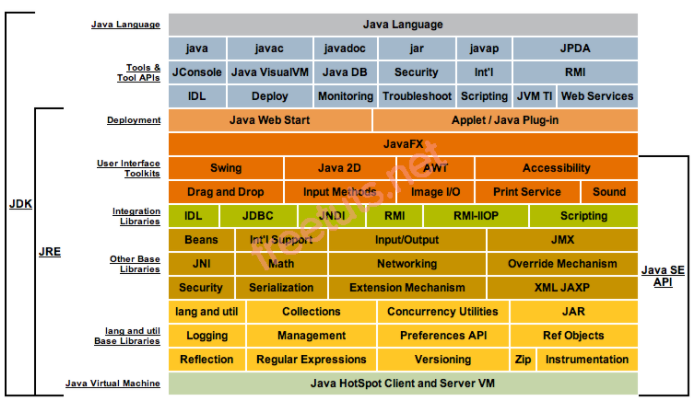 Java Language
Java Language
java javac javadoc jar javap JPDA
Tools &
Tool APIs
JConsole Java VisualVM Java DB Security Int'l RMI
IDL Deploy Monitoring Troubleshoot Scripting JVM TI Web Services
Deployment
Java Web Start Applet / Java Plug-in
JavaFX
User Interface
Toolkits
Swing Java 2D AWT Accessibility
Drag and Drop Input Methods Image I/O Print Service Sound
Integration
Libraries
IDL JDBC JNDI RMI RMI-IIOP Scripting
JDK
JRE
Other Base
Libraries
Beans Int'l Support Input/Output JMX
JNI Math Networking Override Mechanism
Security Serialization Extension Mechanism XML JAXP
Java SE
API
lang and util
Base Libraries
lang and util Collections Concurrency Utilities JAR
Logging Management Preferences API Ref Objects
Reflection Regular Expressions Versioning Zip Instrumentation
Java Virtual Machine
Java HotSpot Client and Server VM
freetuts.net